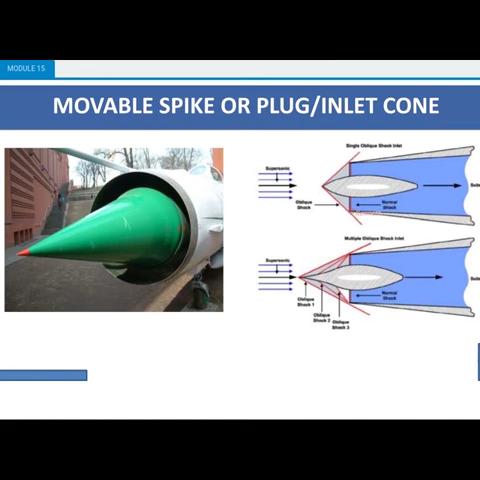 MODULE 15
MOVABLE SPIKE OR PLUG/INLET CONE
Single Oblique Shock Inlet
Supersonic
Oblique
Shock
Normal
Shock
Multiple Oblique Shock Inlet
Supersonic
Oblique
Shock 1
Oblique
Shock 2
Oblique
Shock 3
Normal
Shock